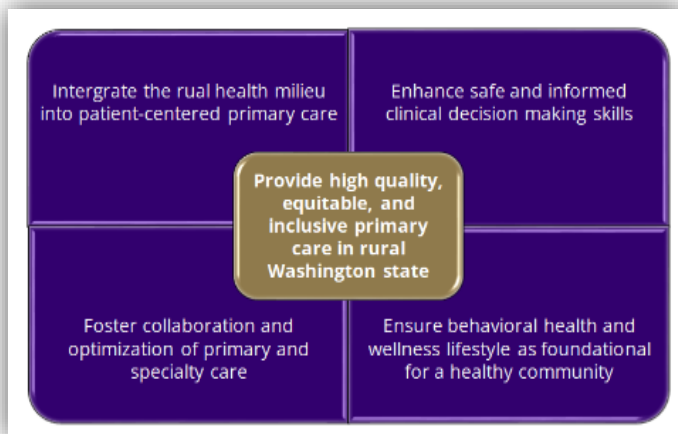 Intergrate the rual health milieu
into patient-centered primary care
Enhance safe and informed
clinical decision making skills
Provide high quality,
equitable, and
inclusive primary
care in rural
Washington state
Foster collaboration and
optimization of primary and
specialty care
Ensure behavioral health and
wellness lifestyle as foundational
for a healthy community